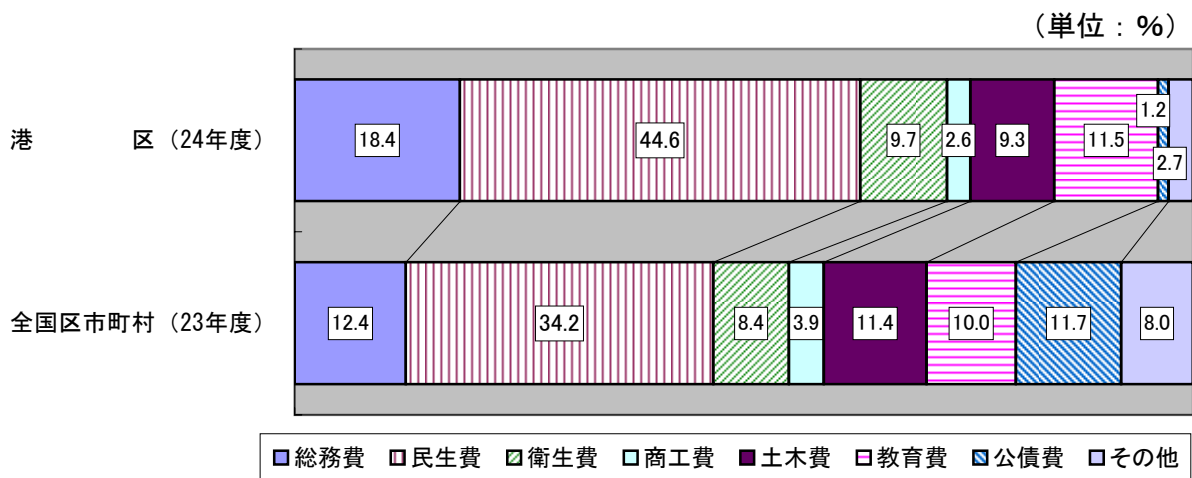 （単位：％）
港　　　区（24年度）
18.4 44.6 9.7 2.6 9.3 11.5 1.2 2.7
全国区市町村（23年度）
12.4 34.2 8.4 3.9 11.4 10.0 11.7 8.0
総務費 民生費 衛生費 商工費 土木費 教育費 公債費 その他